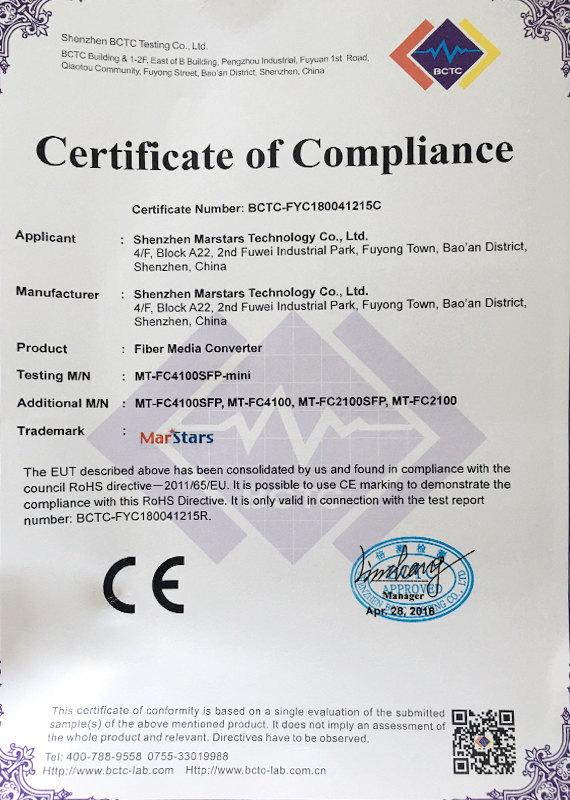 Shenzhen BCTC Testing Co., Ltd.
BCTC Building & 1-2F, East of B Building, Pengzhou Industrial, Fuyuan 1st Road,
Qiaotou Community, Fuyong Street, Bao'an District, Shenzhen, China
BCTC
Certificate of Compliance
Certificate Number: BCTC-FYC180041215C
Applicant : Shenzhen Marstars Technology Co., Ltd.
4/F, Block A22, 2nd Fuwei Industrial Park, Fuyong Town, Bao'an District,
Shenzhen, China
Manufacturer : Shenzhen Marstars Technology Co., Ltd.
4/F, Block A22, 2nd Fuwei Industrial Park, Fuyong Town, Bao'an District,
Shenzhen, China
Product : Fiber Media Converter
Testing M/N : MT-FC4100SFP-mini
Additional M/N : MT-FC4100SFP, MT-FC4100, MT-FC2100SFP, MT-FC2100
Trademark : MarStars
The EUT described above has been consolidated by us and found in compliance with the
council RoHS directive-2011/65/EU. It is possible to use CE marking to demonstrate the
compliance with this RoHS Directive. It is only valid in connection with the test report
number: BCTC-FYC180041215R.
CE
倍测检测
APPROVED
Manager
Apr. 28, 2018
This certificate of conformity is based on a single evaluation of the submitted
sample(s) of the above mentioned product. It does not imply an assessment of
the whole product and relevant. Directives have to be observed.
Tel: 400-788-9558 0755-33019988
Http://www.bctc-lab.com Http://www.bctc-lab.com.cn